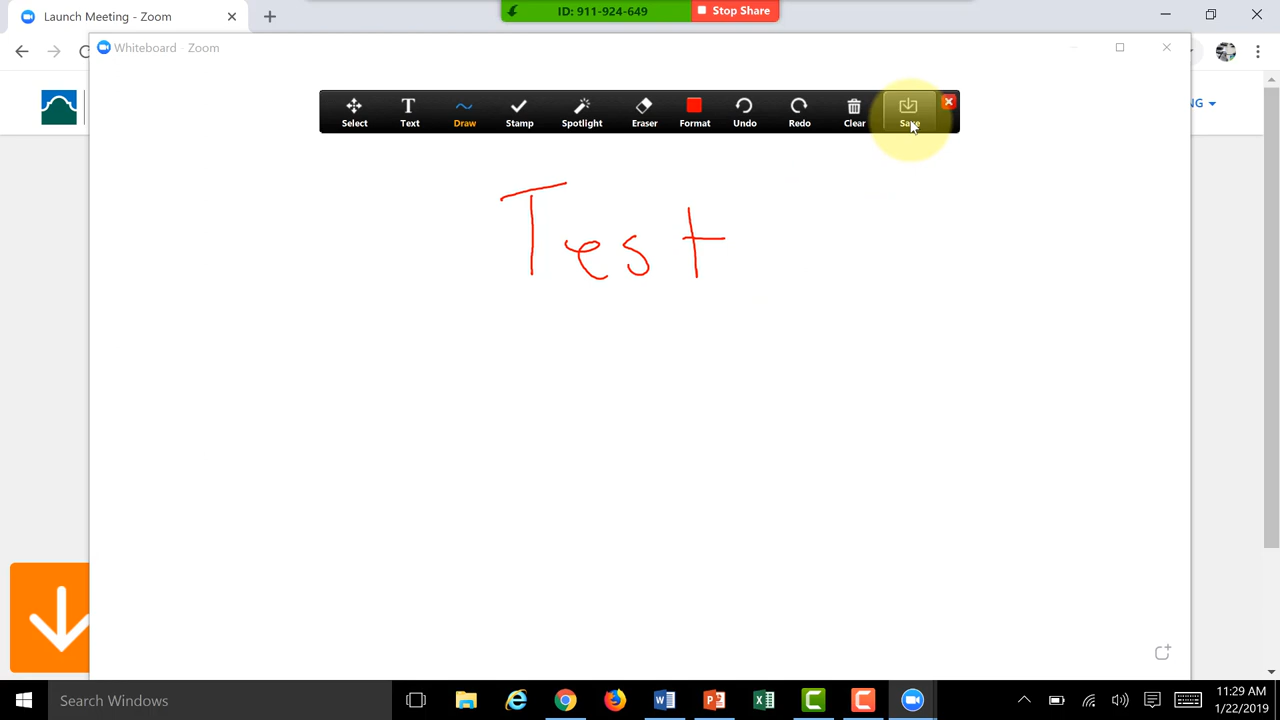 Launch Meeting - Zoom
ID: 911-924-649
Stop Share
Whiteboard - Zoom
Select
Text
Draw
Stamp
Spotlight
Eraser
Format
Undo
Redo
Clear
Save
NG
Test
Search Windows
11:29 AM
1/22/2019